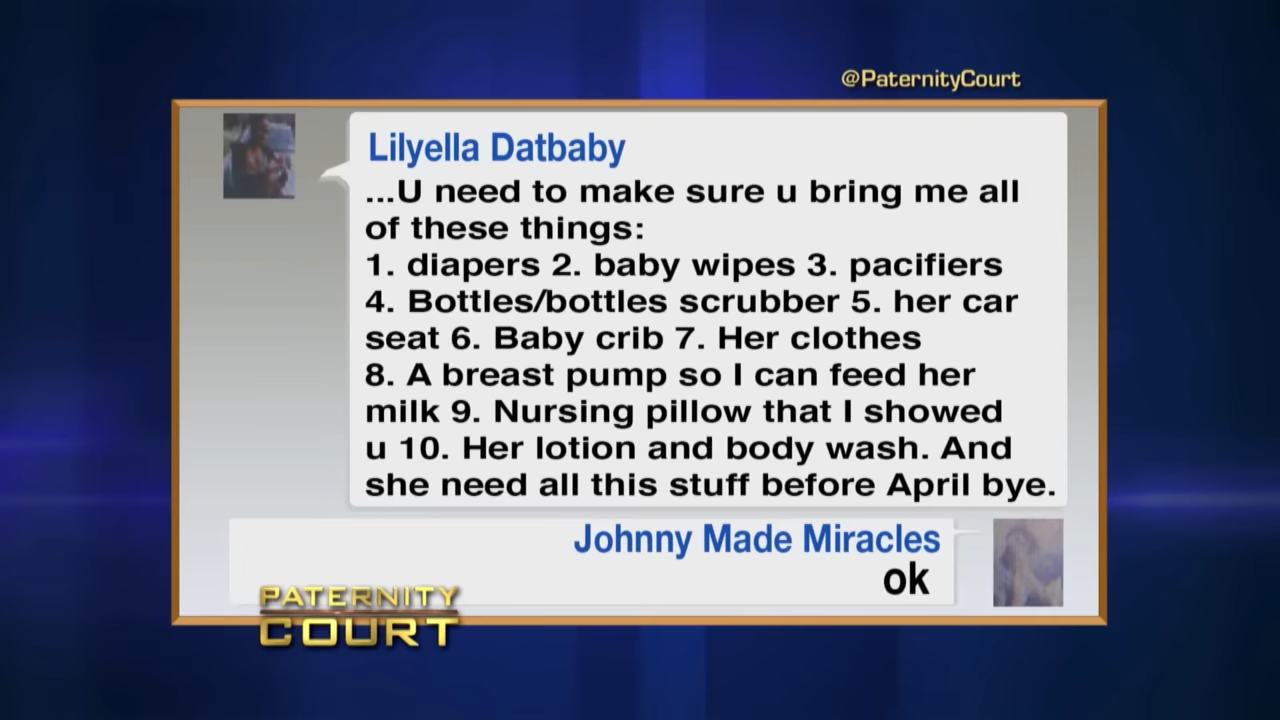 @PaternityCourt
Lilyella Datbaby
...U need to make sure u bring me all
of these things:
1. diapers 2. baby wipes 3. pacifiers
4. Bottles/bottles scrubber 5. her car
seat 6. Baby crib 7. Her clothes
8. A breast pump so I can feed her
milk 9. Nursing pillow that I showed
u 10. Her lotion and body wash. And
she need all this stuff before April bye.
Johnny Made Miracles
ok
PATERNITY
COURT